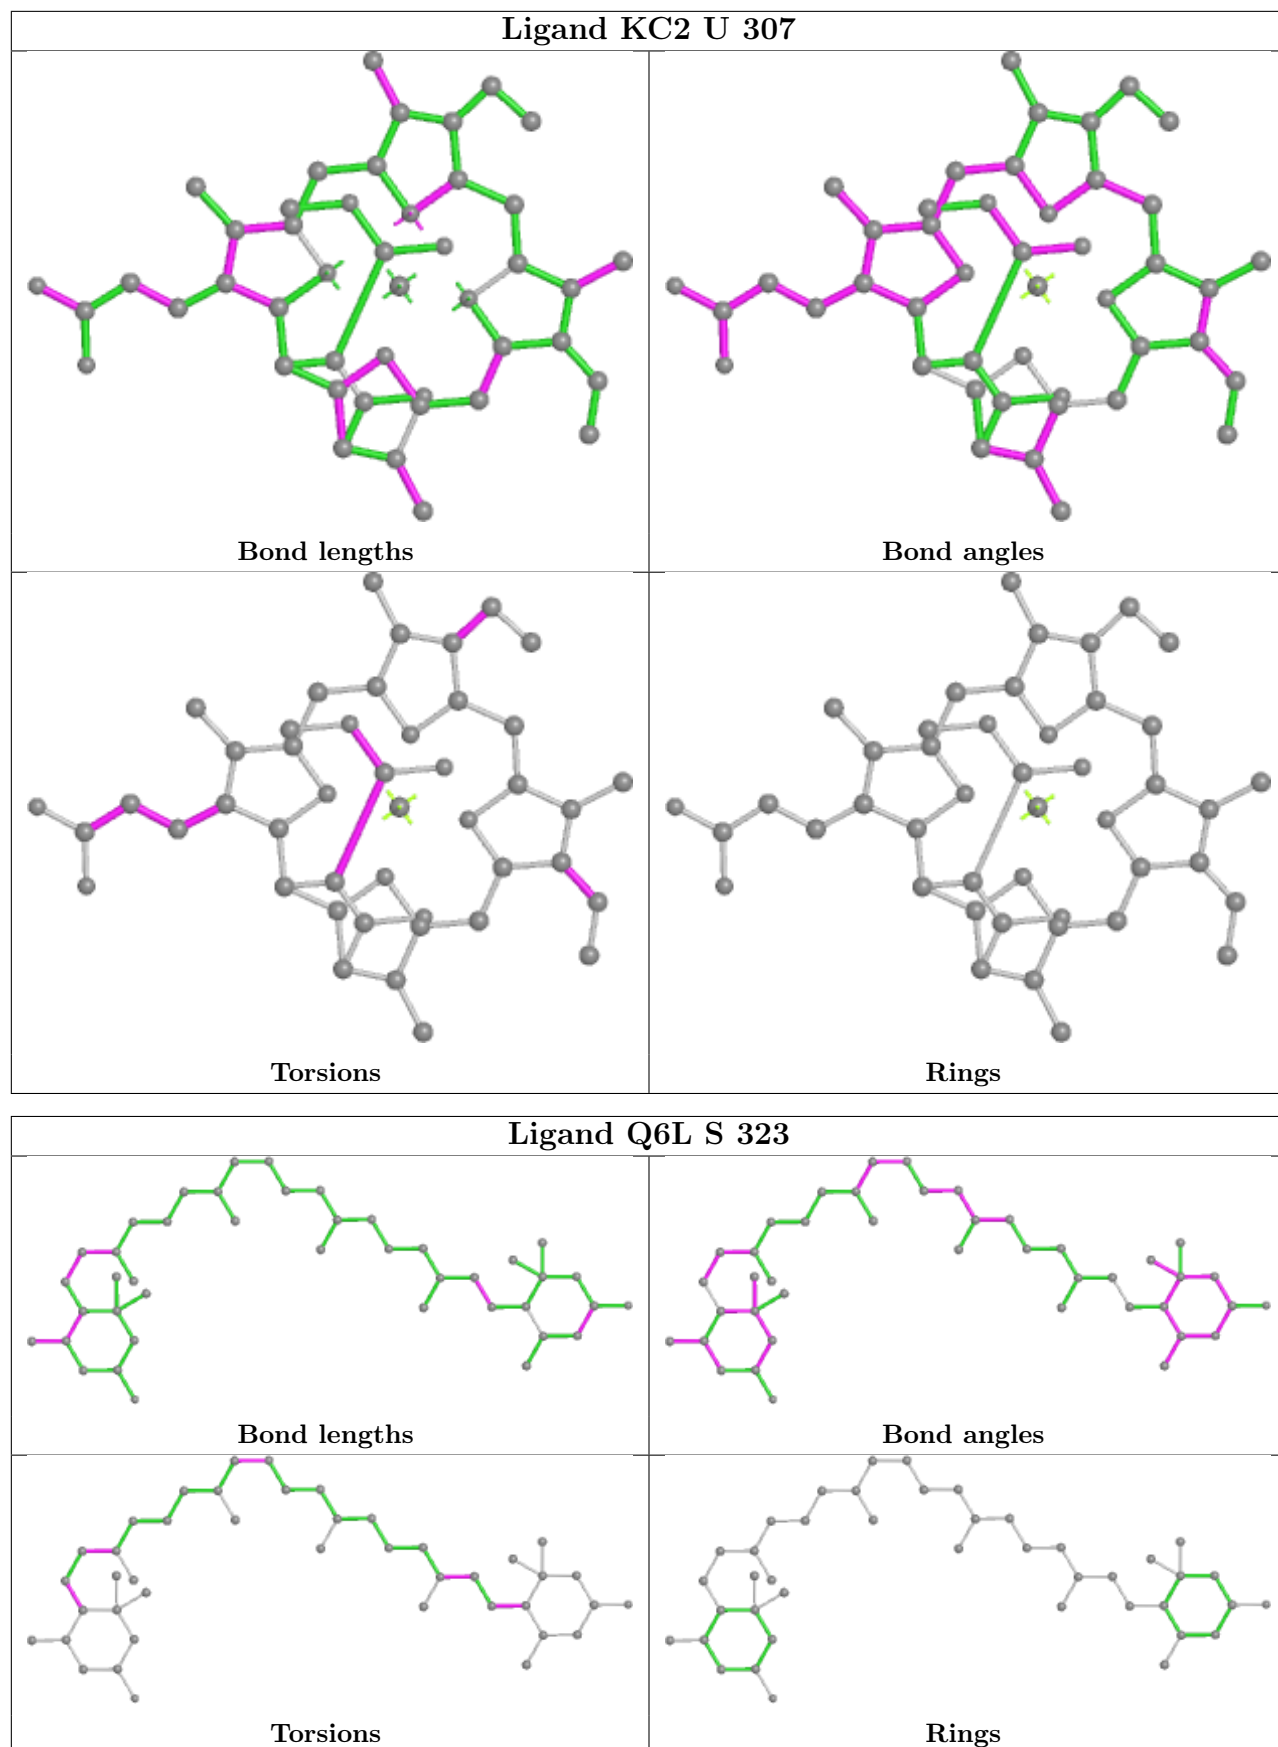 Ligand KC2 U 307
Bond lengths
Bond angles
Torsions
Rings
Ligand Q6L S 323
Bond lengths
Bond angles
Torsions
Rings